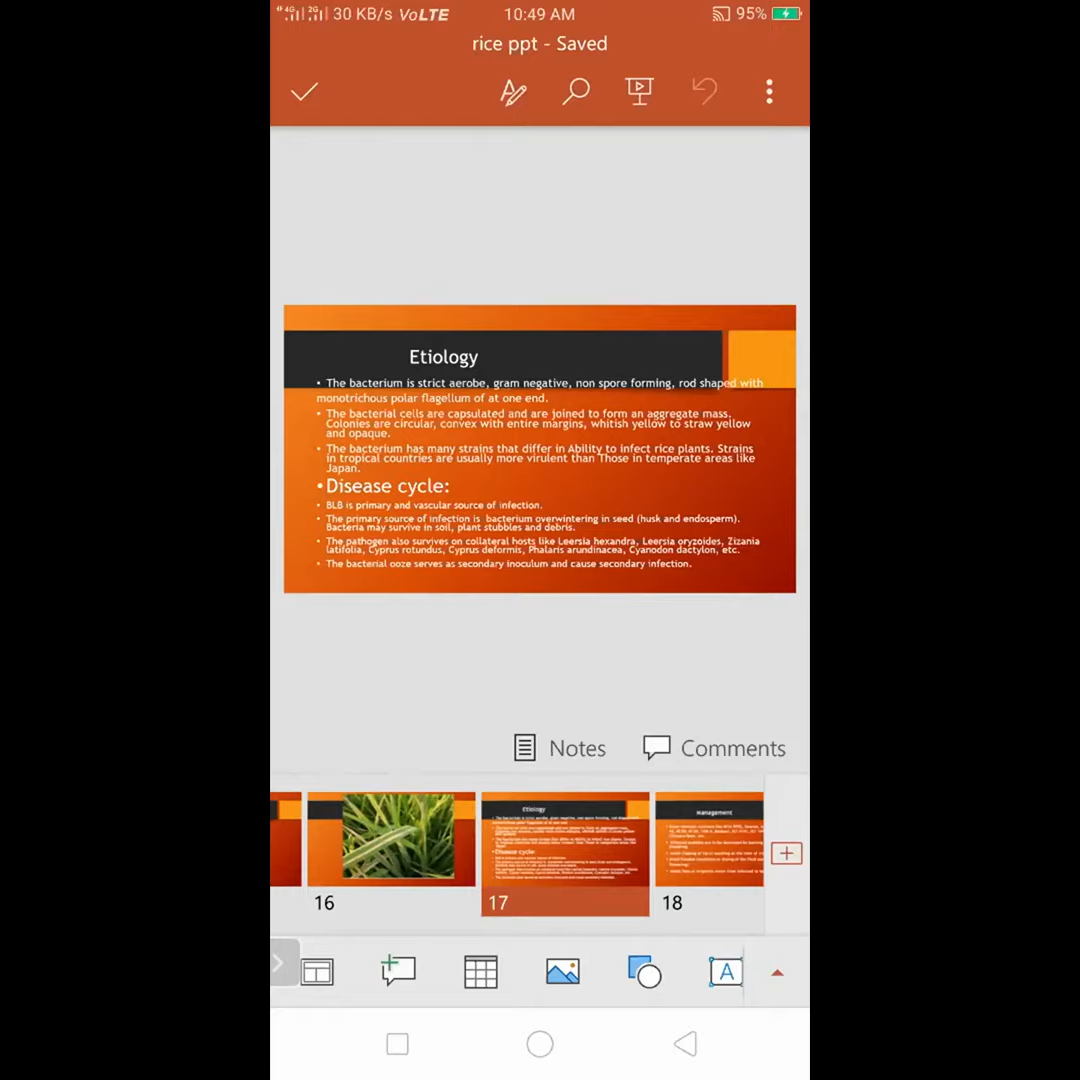 4G 2G 30 KB/s VoLTE 10:49 AM 95%
rice ppt - Saved
Etiology
• The bacterium is strict aerobe, gram negative, non spore forming, rod shaped with
monotrichous polar flagellum of at one end.
• The bacterial cells are capsulated and are joined to form an aggregate mass.
Colonies are circular, convex with entire margins, whitish yellow to straw yellow
and opaque.
• The bacterium has many strains that differ in Ability to infect rice plants. Strains
in tropical countries are usually more virulent than Those in temperate areas like
Japan.
• Disease cycle:
• BLB is primary and vascular source of infection.
• The primary source of infection is bacterium overwintering in seed (husk and endosperm).
Bacteria may survive in soil, plant stubbles and debris.
• The pathogen also survives on collateral hosts like Leersia hexandra, Leersia oryzoides, Zizania
latifolia, Cyprus rotundus, Cyprus deformis, Phalaris arundinacea, Cyanodon dactylon, etc.
• The bacterial ooze serves as secondary inoculum and cause secondary infection.
Notes Comments
Etiology
Disease cycle:
Management
16 17 18
A